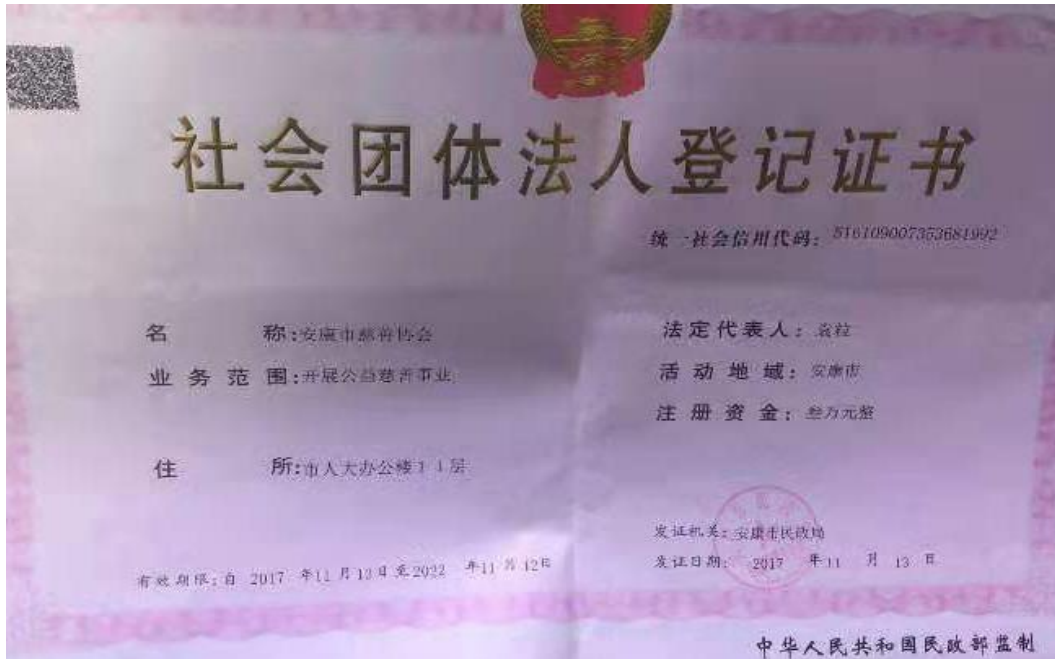 社会团体法人登记证书
统一社会信用代码：
名 称：安康市慈善协会
法定代表人：袁粒
业务范围：开展公益慈善事业
活动地域：安康市
注册资金：叁万元整
住 所：市人大办公楼11层
发证机关：安康市民政局
发证日期：2017 年11 月 13 日
有效期限：自 2017 年11月13日至2022 年11月12日
中华人民共和国民政部监制